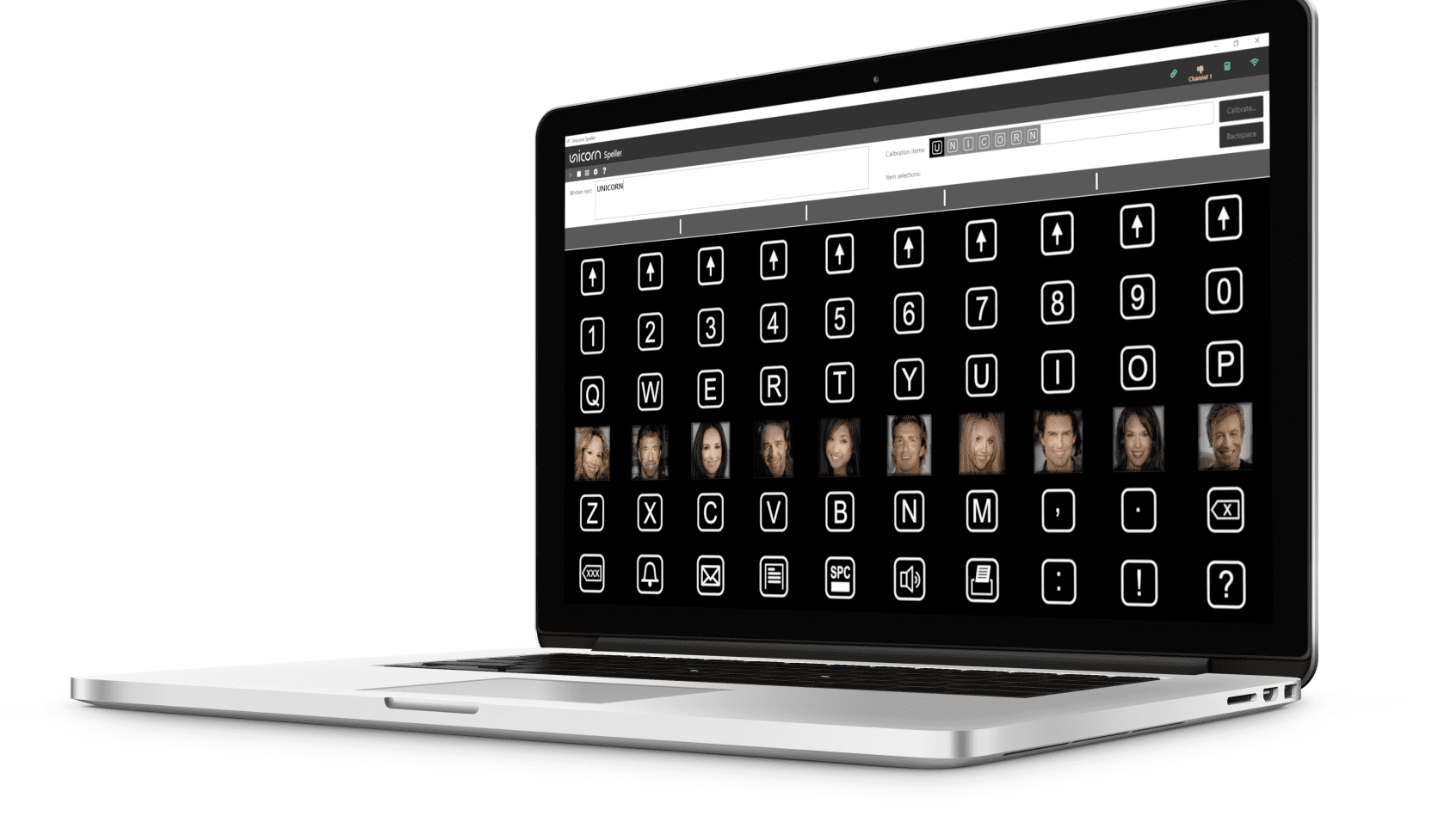 Unicorn Speller
unicorn Speller
Channel 1
?
Written text:
UNICORN
Calibration items:
U N I C O R N
Calibrate...
Item selections:
Backspace
1 2 3 4 5 6 7 8 9 0
Q W E R T Y U I O P
Z X C V B N M , . X
XXX SPC : ! ?